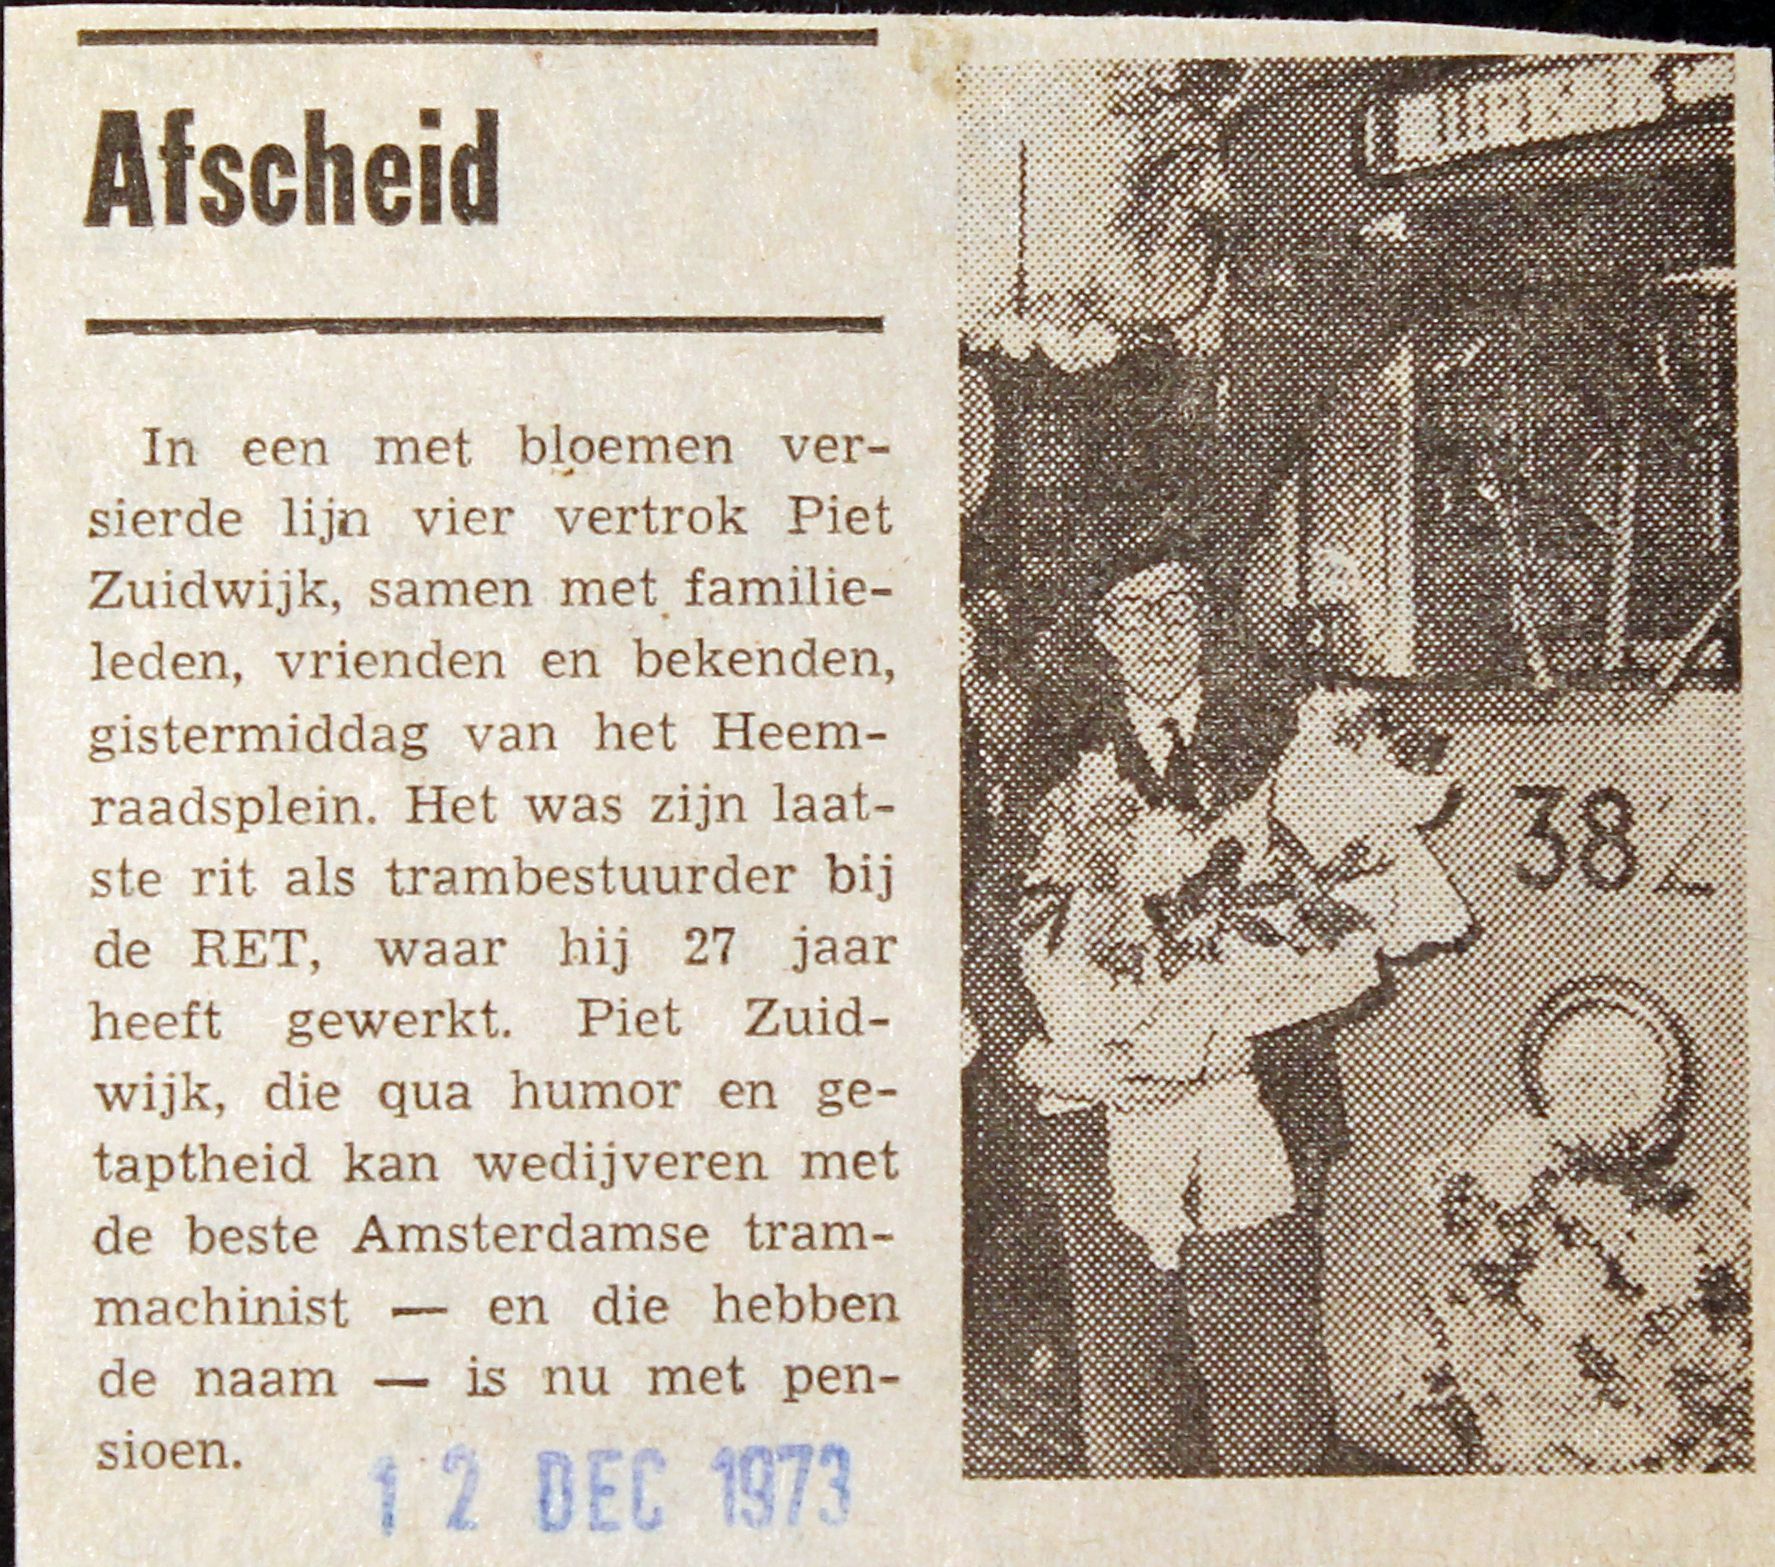 Afscheid
In een met bloemen ver-
sierde lijn vier vertrok Piet
Zuidwijk, samen met familie-
leden, vrienden en bekenden,
gistermiddag van het Heem-
raadsplein. Het was zijn laat-
ste rit als trambestuurder bij
de RET, waar hij 27 jaar
heeft gewerkt. Piet Zuid-
wijk, die qua humor en ge-
taptheid kan wedijveren met
de beste Amsterdamse tram-
machinist — en die hebben
de naam — is nu met pen-
sioen.
12 DEC 1973
382